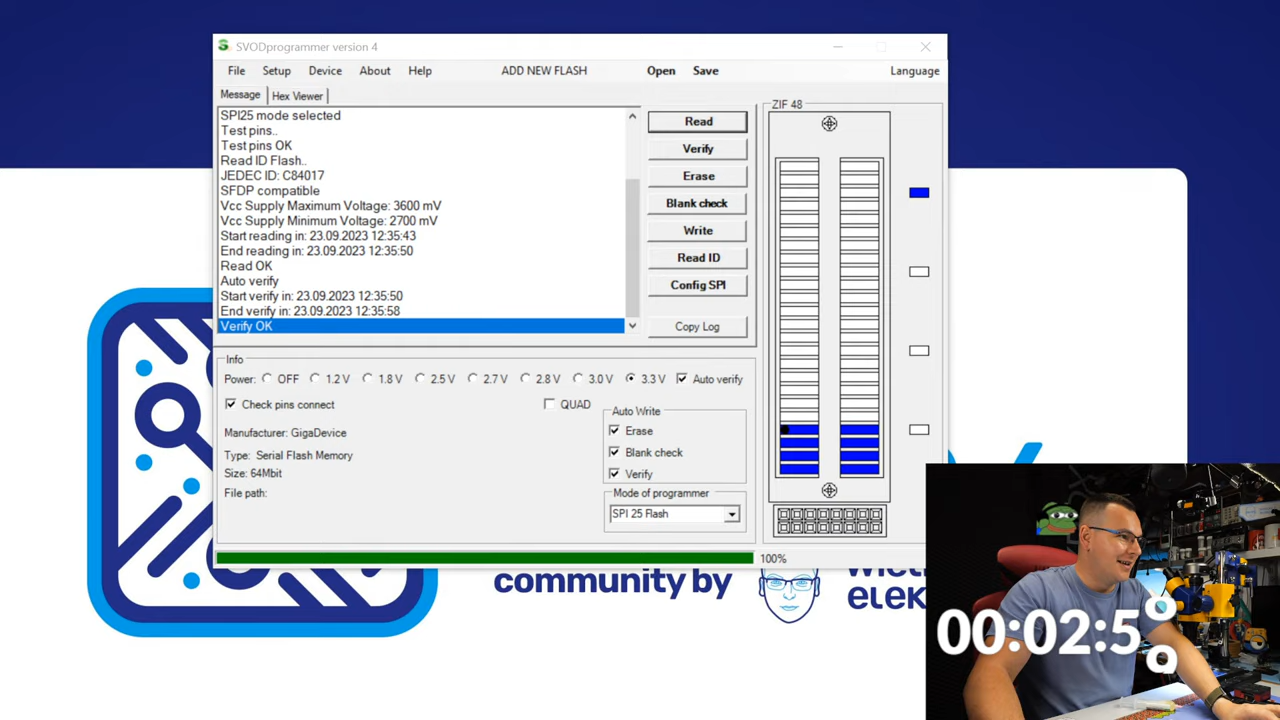 SVODprogrammer version 4
File Setup Device About Help ADD NEW FLASH Open Save Language
Message Hex Viewer
SPI25 mode selected
Test pins..
Test pins OK
Read ID Flash..
JEDEC ID: C84017
SFDP compatible
Vcc Supply Maximum Voltage: 3600 mV
Vcc Supply Minimum Voltage: 2700 mV
Start reading in: 23.09.2023 12:35:43
End reading in: 23.09.2023 12:35:50
Read OK
Auto verify
Start verify in: 23.09.2023 12:35:50
End verify in: 23.09.2023 12:35:58
Verify OK
Read
Verify
Erase
Blank check
Write
Read ID
Config SPI
Copy Log
ZIF 48
Info
Power: OFF 1.2 V 1.8 V 2.5 V 2.7 V 2.8 V 3.0 V 3.3 V Auto verify
Check pins connect QUAD
Manufacturer: GigaDevice
Type: Serial Flash Memory
Size: 64Mbit
File path:
Auto Write
Erase
Blank check
Verify
Mode of programmer
SPI 25 Flash
100%
community by
00:02:5